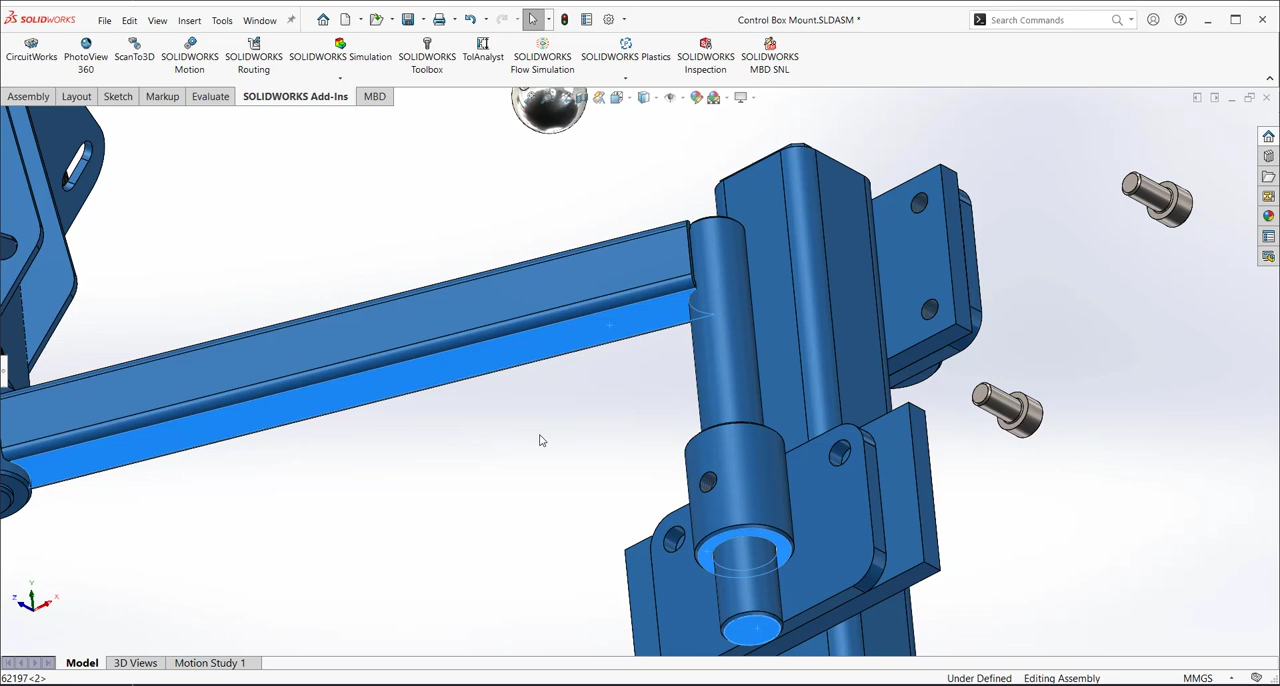 SOLIDWORKS File Edit View Insert Tools Window Control Box Mount.SLDASM * Search Commands
CircuitWorks PhotoView 360 ScanTo3D SOLIDWORKS Motion SOLIDWORKS Routing SOLIDWORKS Simulation SOLIDWORKS Toolbox TolAnalyst SOLIDWORKS Flow Simulation SOLIDWORKS Plastics SOLIDWORKS Inspection SOLIDWORKS MBD SNL
Assembly Layout Sketch Markup Evaluate SOLIDWORKS Add-Ins MBD
Y
Z X
Model 3D Views Motion Study 1
62197<2> Under Defined Editing Assembly MMGS